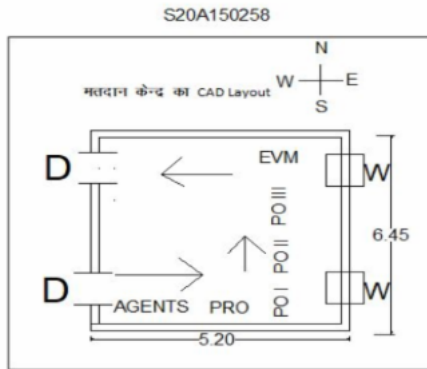 S20A150258
N
मतदान केन्द्र का CAD Layout
W E
S
EVM
D
W
PO III
6.45
PO II
D
W
PO I
AGENTS PRO
5.20